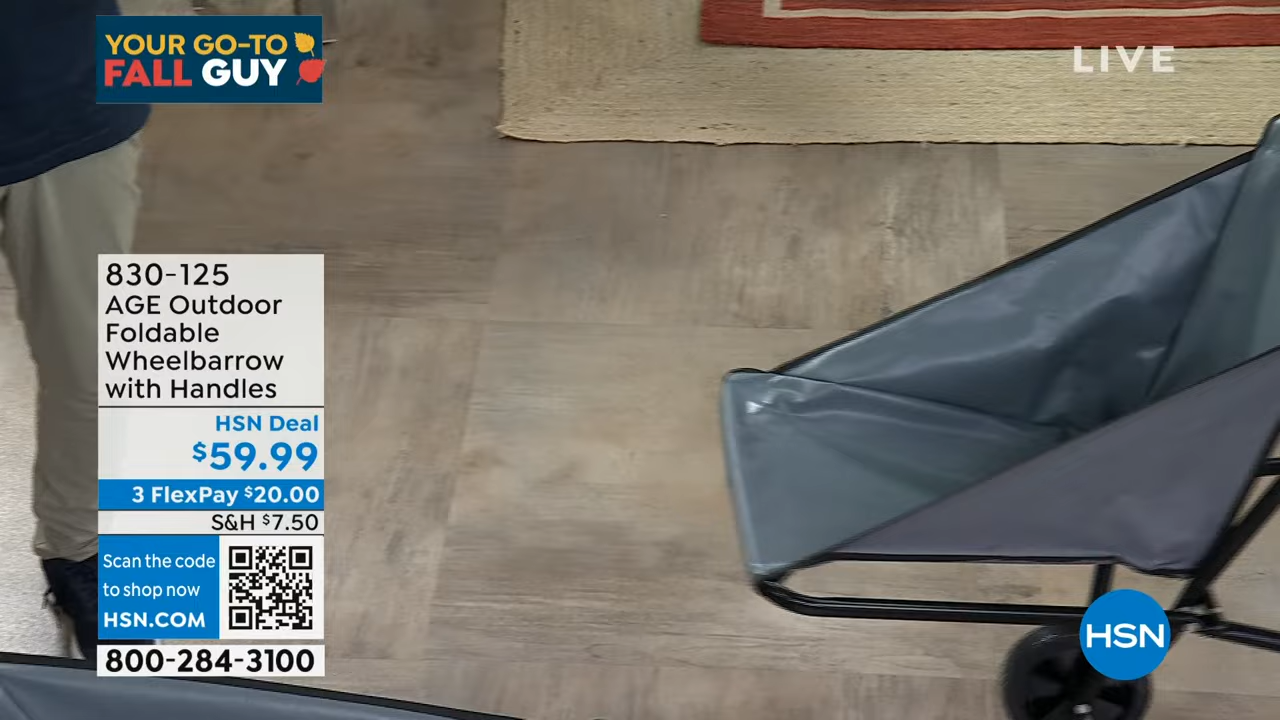 YOUR GO-TO
FALL GUY
LIVE
830-125
AGE Outdoor
Foldable
Wheelbarrow
with Handles
HSN Deal
$59.99
3 FlexPay $20.00
S&H $7.50
Scan the code
to shop now
HSN.COM
800-284-3100
HSN